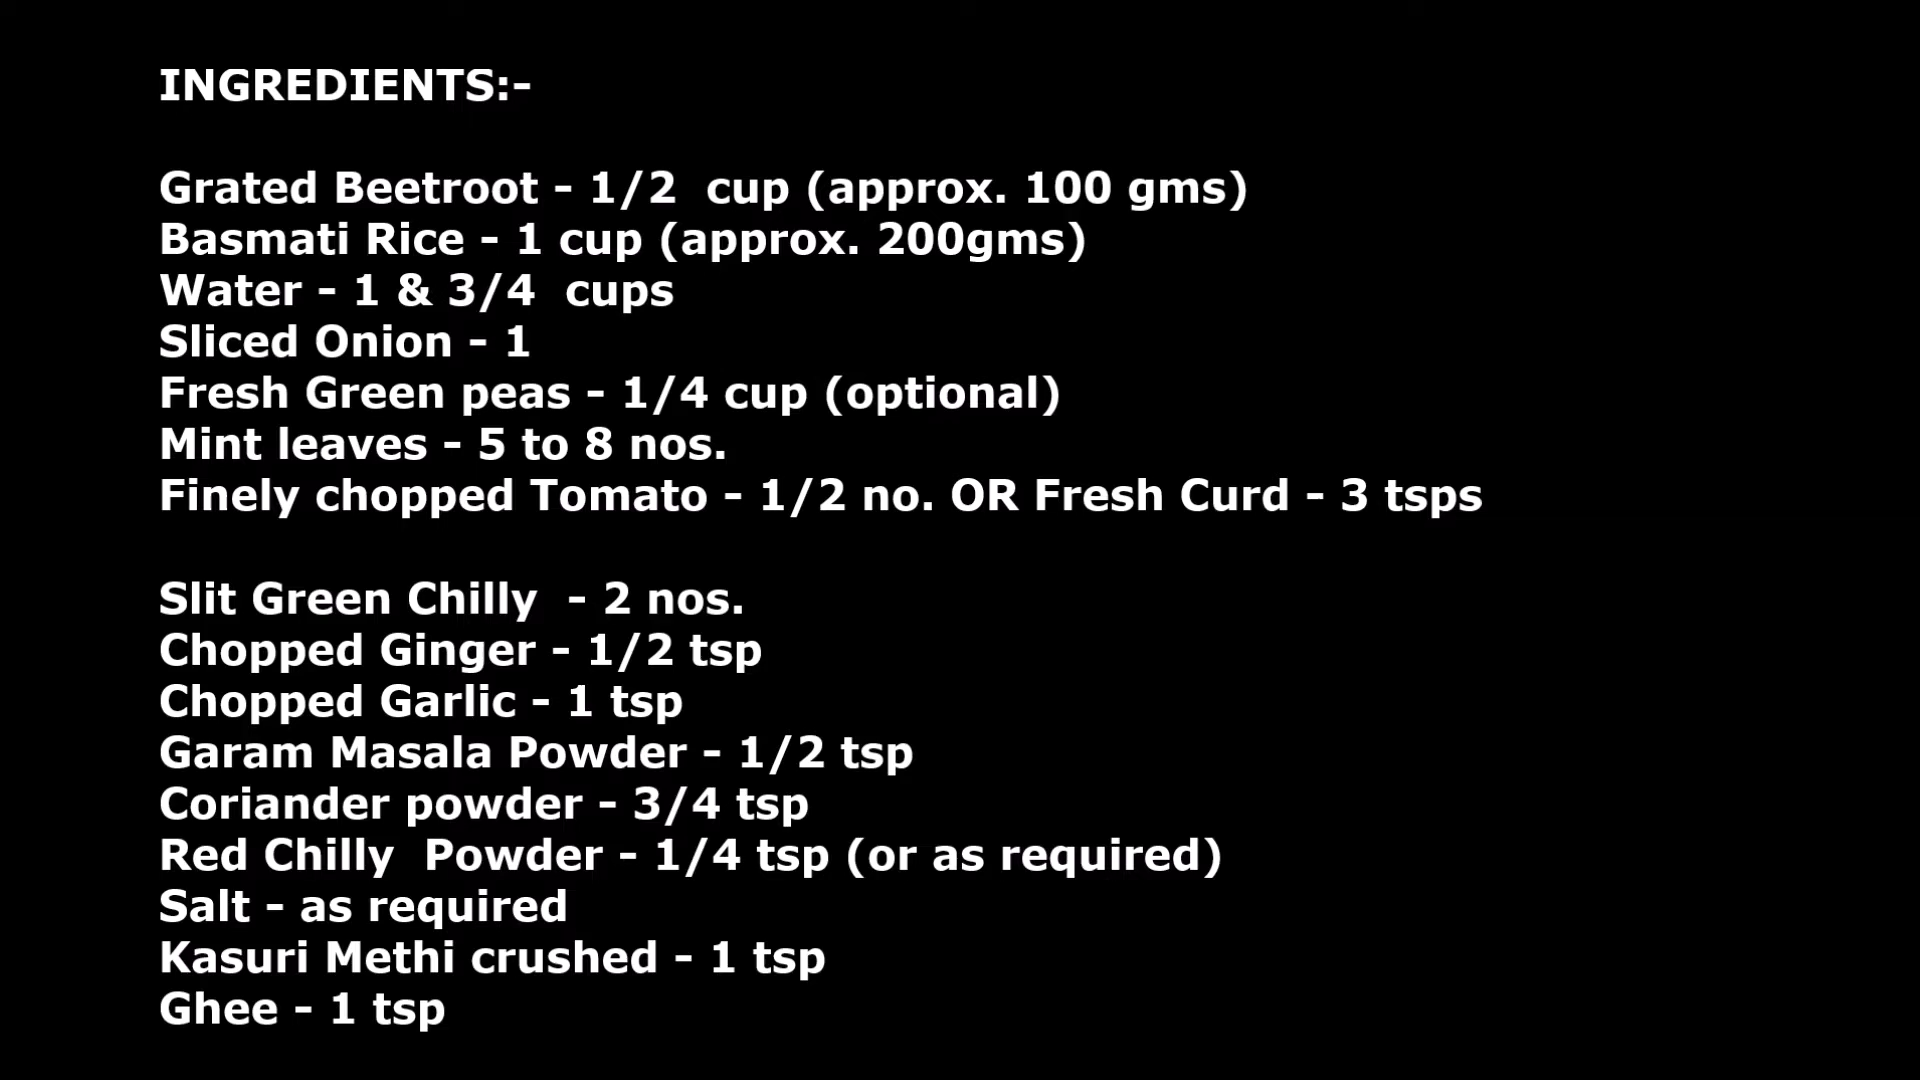 INGREDIENTS:-
Grated Beetroot - 1/2  cup (approx. 100 gms)
Basmati Rice - 1 cup (approx. 200gms)
Water - 1 & 3/4  cups
Sliced Onion - 1
Fresh Green peas - 1/4 cup (optional)
Mint leaves - 5 to 8 nos.
Finely chopped Tomato - 1/2 no. OR Fresh Curd - 3 tsps
Slit Green Chilly  - 2 nos.
Chopped Ginger - 1/2 tsp
Chopped Garlic - 1 tsp
Garam Masala Powder - 1/2 tsp
Coriander powder - 3/4 tsp
Red Chilly  Powder - 1/4 tsp (or as required)
Salt - as required
Kasuri Methi crushed - 1 tsp
Ghee - 1 tsp